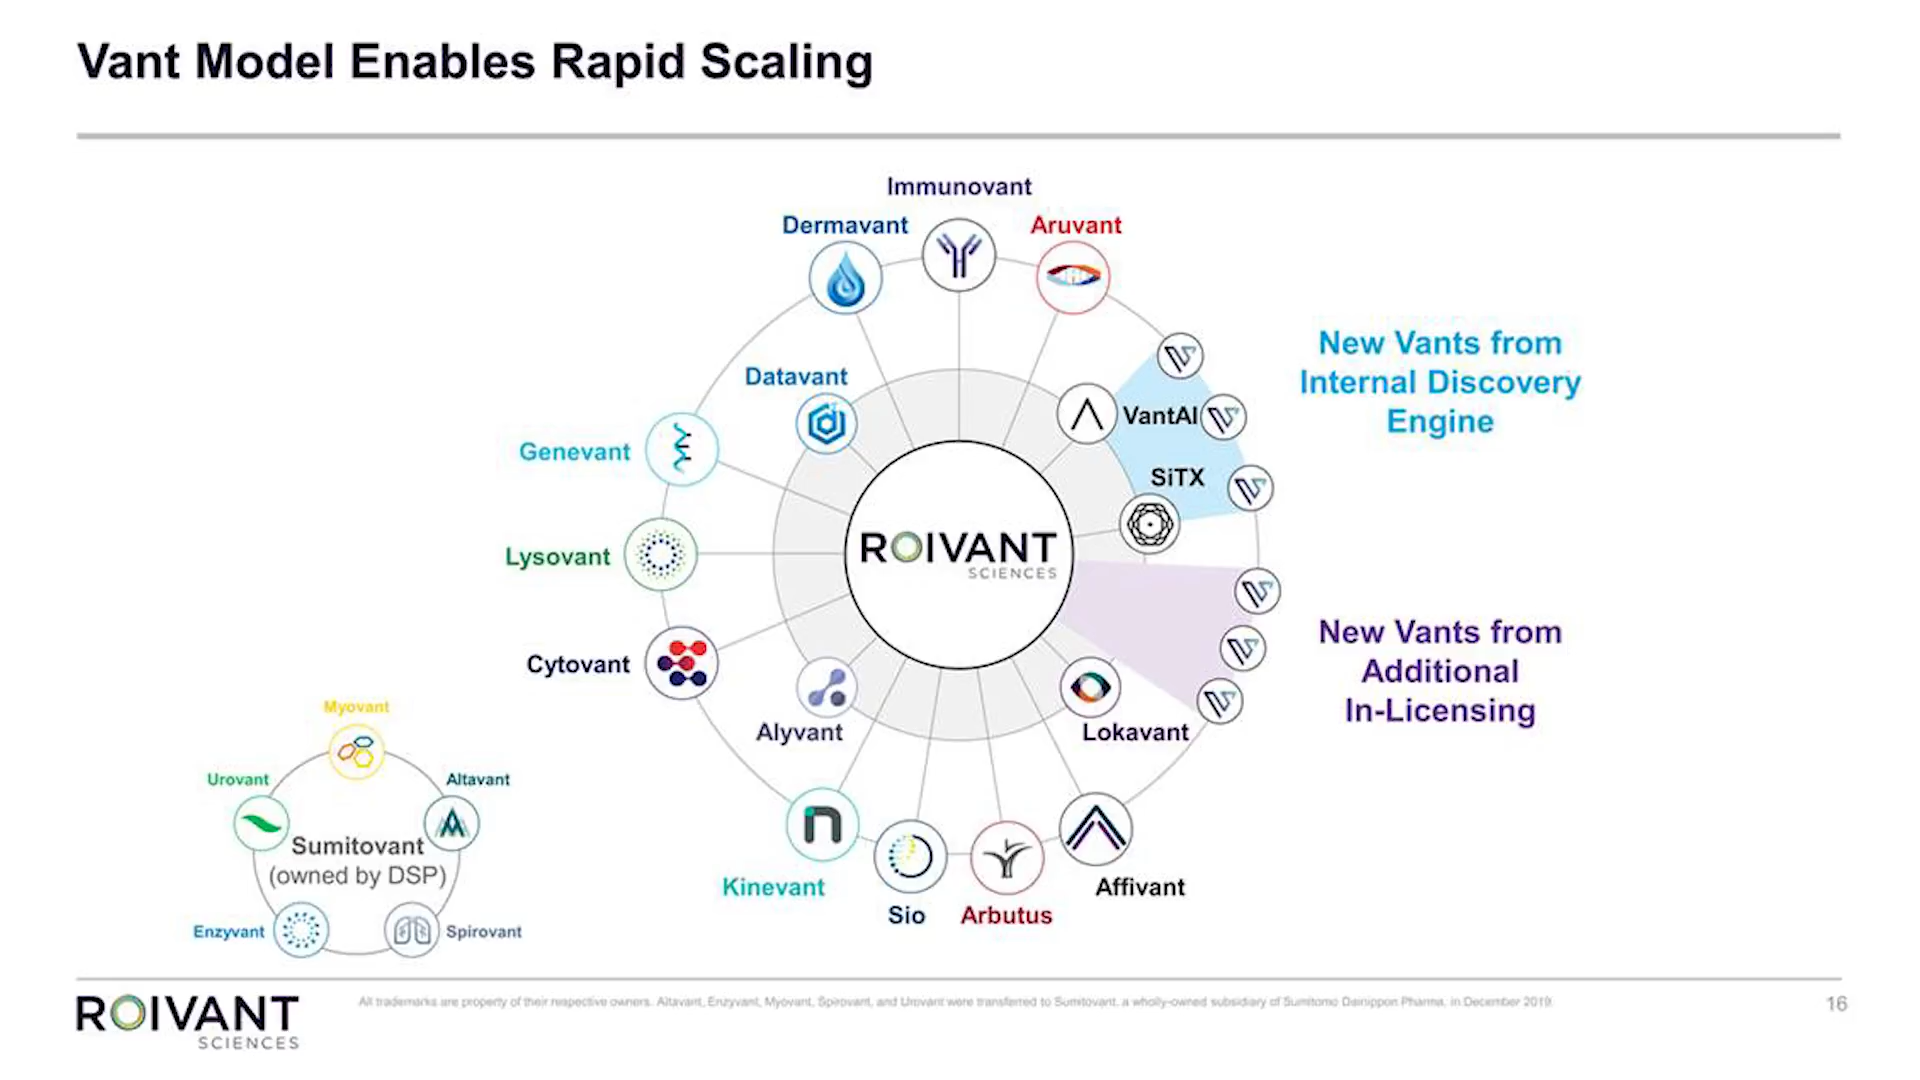 Vant Model Enables Rapid Scaling
Immunovant
Dermavant
Aruvant
Datavant
VantAI
Genevant
SiTX
New Vants from
Internal Discovery
Engine
ROIVANT
SCIENCES
Lysovant
Cytovant
Alyvant
Lokavant
New Vants from
Additional
In-Licensing
Kinevant
Sio
Arbutus
Affivant
Myovant
Urovant
Altavant
Sumitovant
(owned by DSP)
Enzyvant
Spirovant
ROIVANT
SCIENCES
All trademarks are property of their respective owners. Altavant, Enzyvant, Myovant, Spirovant, and Urovant were transferred to Sumitovant, a wholly-owned subsidiary of Sumitomo Dainippon Pharma, in December 2019.
16